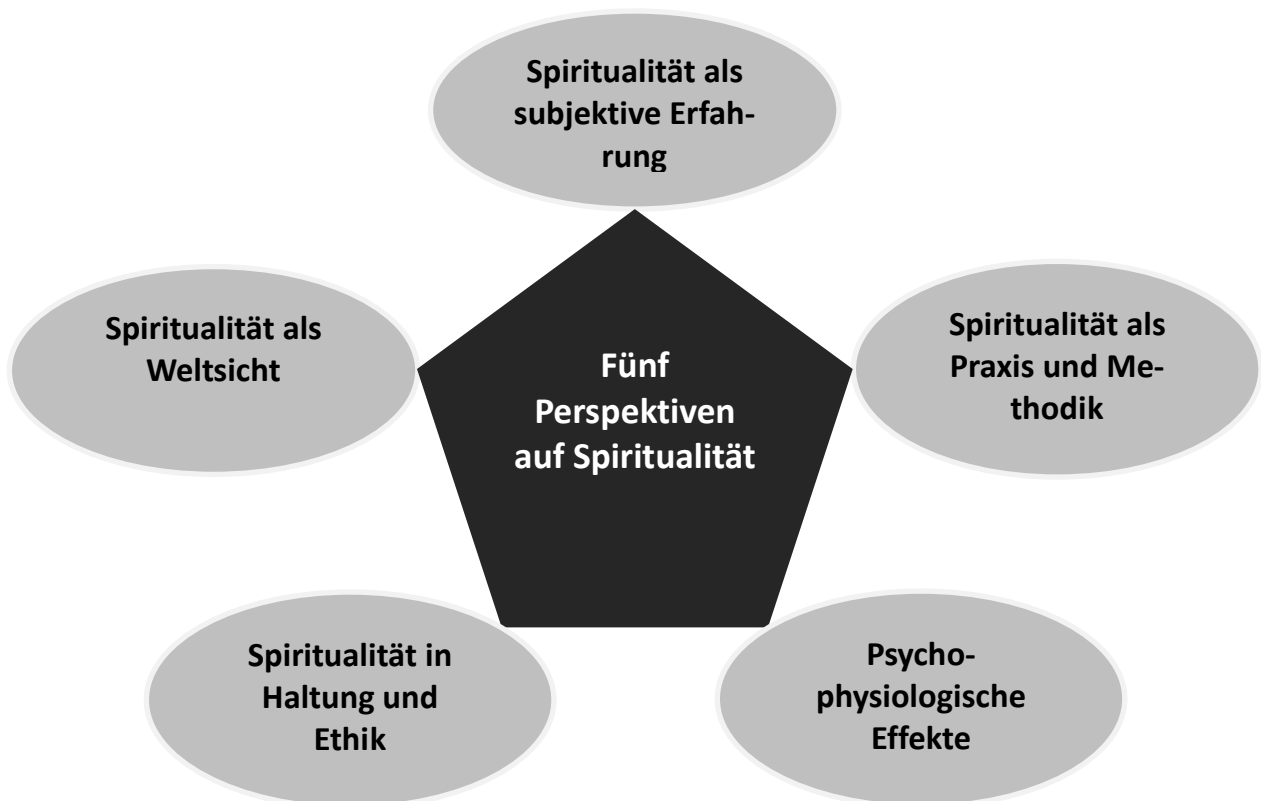 Spiritualität als
subjektive Erfah-
rung
Spiritualität als
Weltsicht
Fünf
Perspektiven
auf Spiritualität
Spiritualität als
Praxis und Me-
thodik
Spiritualität in
Haltung und
Ethik
Psycho-
physiologische
Effekte